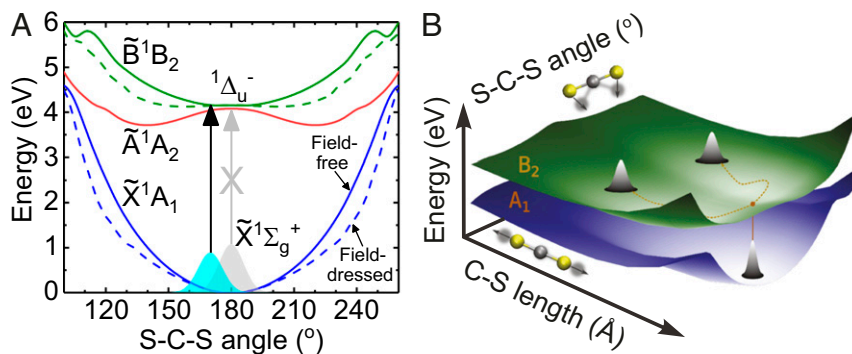 A
Energy (eV)
6
5
4
3
2
1
0
B̃¹B₂
¹Δᵤ⁻
òA₂
X̃¹A₁
X
Field-
free
X̃¹Σg⁺
Field-
dressed
120 150 180 210 240
S-C-S angle (º)
B
S-C-S angle (º)
Energy (eV)
B₂
A₁
C-S length (Å)